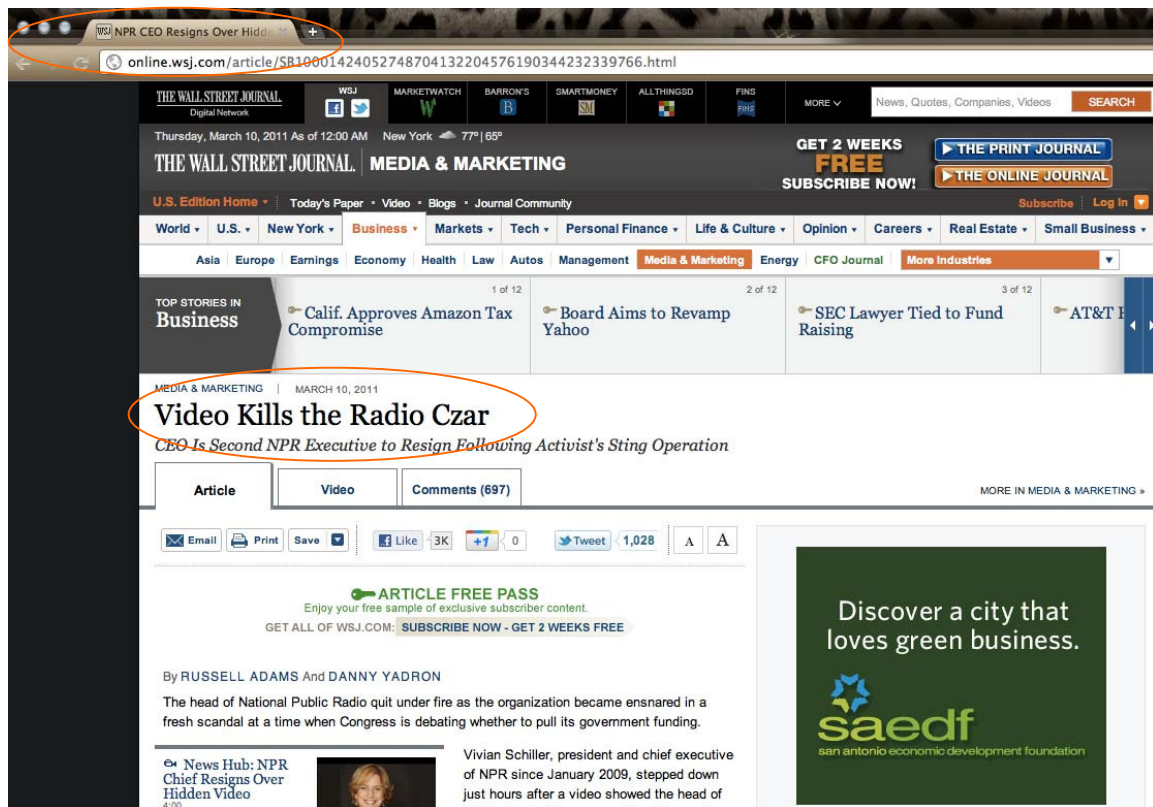 WSJ NPR CEO Resigns Over Hidde
online.wsj.com/article/SB10001424052748704132204576190344232339766.html
THE WALL STREET JOURNAL.
Digital Network
WSJ
MARKETWATCH
BARRON'S
SMARTMONEY
ALLTHINGSD
FINS
MORE
News, Quotes, Companies, Videos
SEARCH
Thursday, March 10, 2011 As of 12:00 AM New York 77º | 65º
THE WALL STREET JOURNAL. | MEDIA & MARKETING
GET 2 WEEKS
FREE
SUBSCRIBE NOW!
THE PRINT JOURNAL
THE ONLINE JOURNAL
U.S. Edition Home Today's Paper • Video • Blogs • Journal Community Subscribe Log In
World U.S. New York Business Markets Tech Personal Finance Life & Culture Opinion Careers Real Estate Small Business
Asia Europe Earnings Economy Health Law Autos Management Media & Marketing Energy CFO Journal More Industries
TOP STORIES IN
Business
1 of 12
Calif. Approves Amazon Tax
Compromise
2 of 12
Board Aims to Revamp
Yahoo
3 of 12
SEC Lawyer Tied to Fund
Raising
AT&T
MEDIA & MARKETING | MARCH 10, 2011
Video Kills the Radio Czar
CEO Is Second NPR Executive to Resign Following Activist's Sting Operation
Article Video Comments (697)
MORE IN MEDIA & MARKETING »
Email Print Save Like 3K +1 0 Tweet 1,028 A A
ARTICLE FREE PASS
Enjoy your free sample of exclusive subscriber content.
GET ALL OF WSJ.COM: SUBSCRIBE NOW - GET 2 WEEKS FREE
By RUSSELL ADAMS And DANNY YADRON
The head of National Public Radio quit under fire as the organization became ensnared in a
fresh scandal at a time when Congress is debating whether to pull its government funding.
News Hub: NPR
Chief Resigns Over
Hidden Video
4:00
Vivian Schiller, president and chief executive
of NPR since January 2009, stepped down
just hours after a video showed the head of
Discover a city that
loves green business.
saedf
san antonio economic development foundation